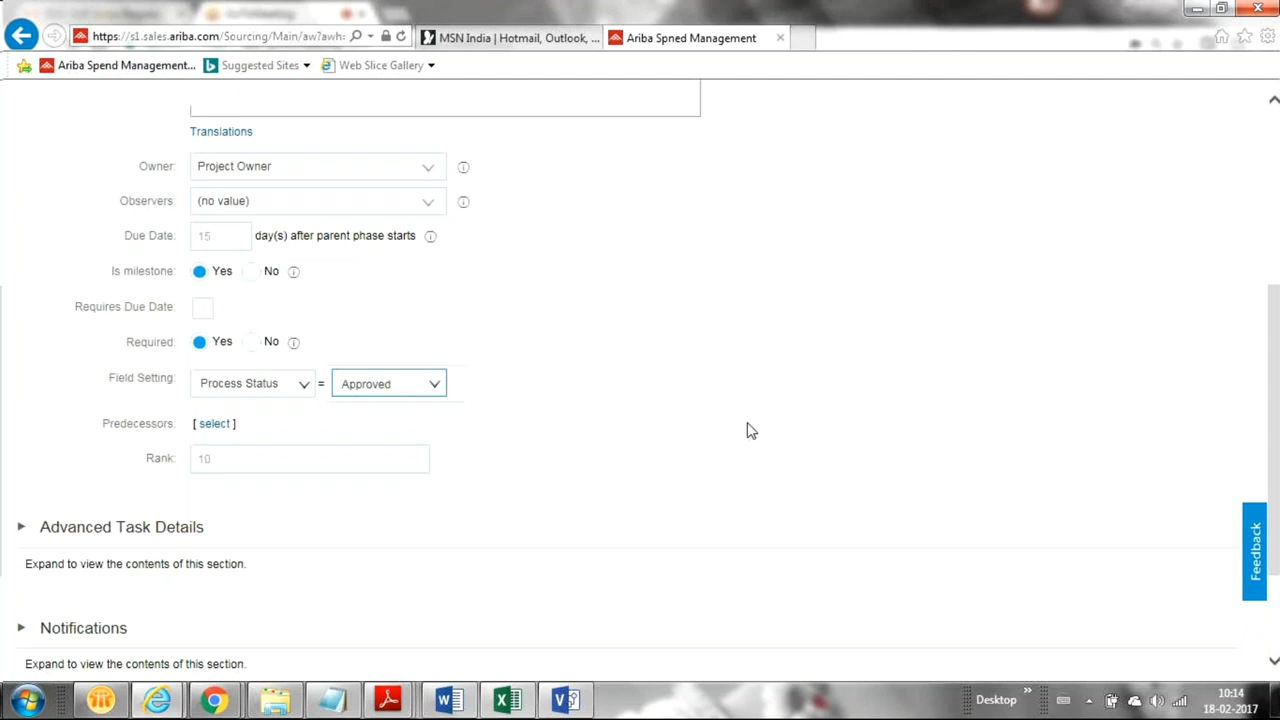 https://s1.sales.ariba.com/Sourcing/Main/aw?awh:
MSN India | Hotmail, Outlook, ...
Ariba Spned Management
Ariba Spend Management...
Suggested Sites
Web Slice Gallery
Translations
Owner: Project Owner
Observers: (no value)
Due Date: 15 day(s) after parent phase starts
Is milestone: Yes No
Requires Due Date:
Required: Yes No
Field Setting: Process Status = Approved
Predecessors: [ select ]
Rank: 10
Advanced Task Details
Expand to view the contents of this section.
Feedback
Notifications
Expand to view the contents of this section.
Desktop
10:14
18-02-2017